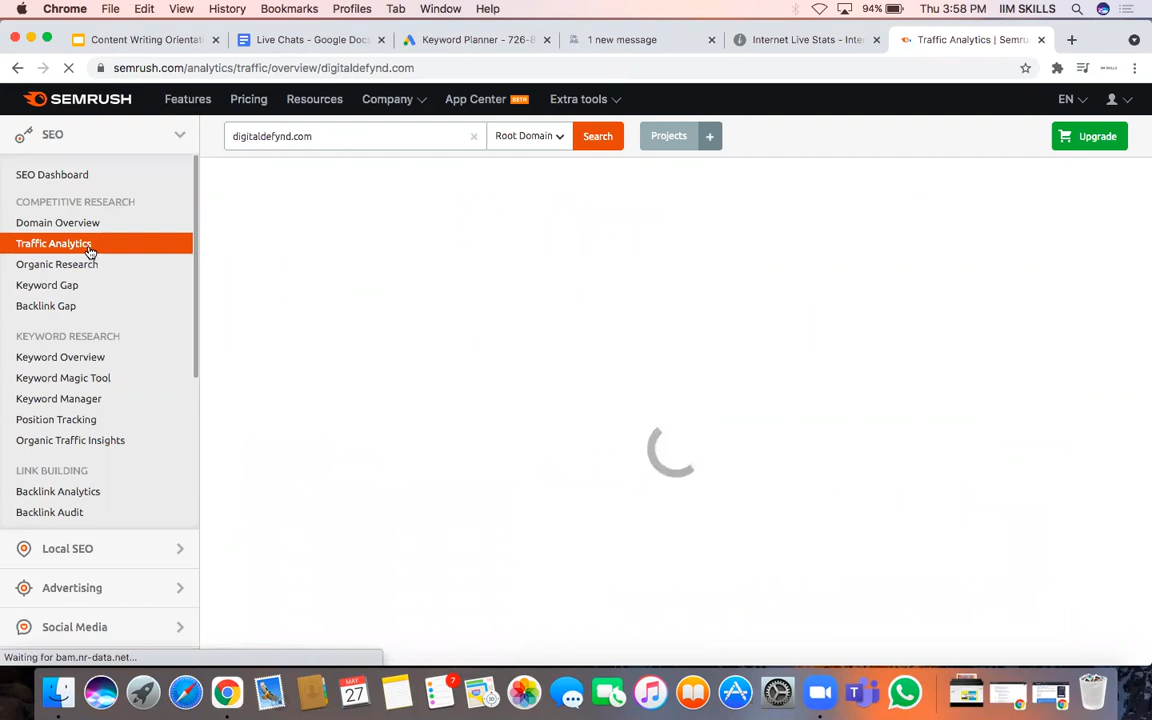 Chrome File Edit View History Bookmarks Profiles Tab Window Help 94% Thu 3:58 PM IIM SKILLS
Content Writing Orientat
Live Chats - Google Docs
Keyword Planner - 726-8
1 new message
Internet Live Stats - Inter
Traffic Analytics | Semru
semrush.com/analytics/traffic/overview/digitaldefynd.com
SEMRUSH Features Pricing Resources Company App Center BETA Extra tools EN
SEO
digitaldefynd.com Root Domain Search Projects + Upgrade
SEO Dashboard
COMPETITIVE RESEARCH
Domain Overview
Traffic Analytics
Organic Research
Keyword Gap
Backlink Gap
KEYWORD RESEARCH
Keyword Overview
Keyword Magic Tool
Keyword Manager
Position Tracking
Organic Traffic Insights
LINK BUILDING
Backlink Analytics
Backlink Audit
Local SEO
Advertising
Social Media
Waiting for bam.nr-data.net...
MAY
27
7